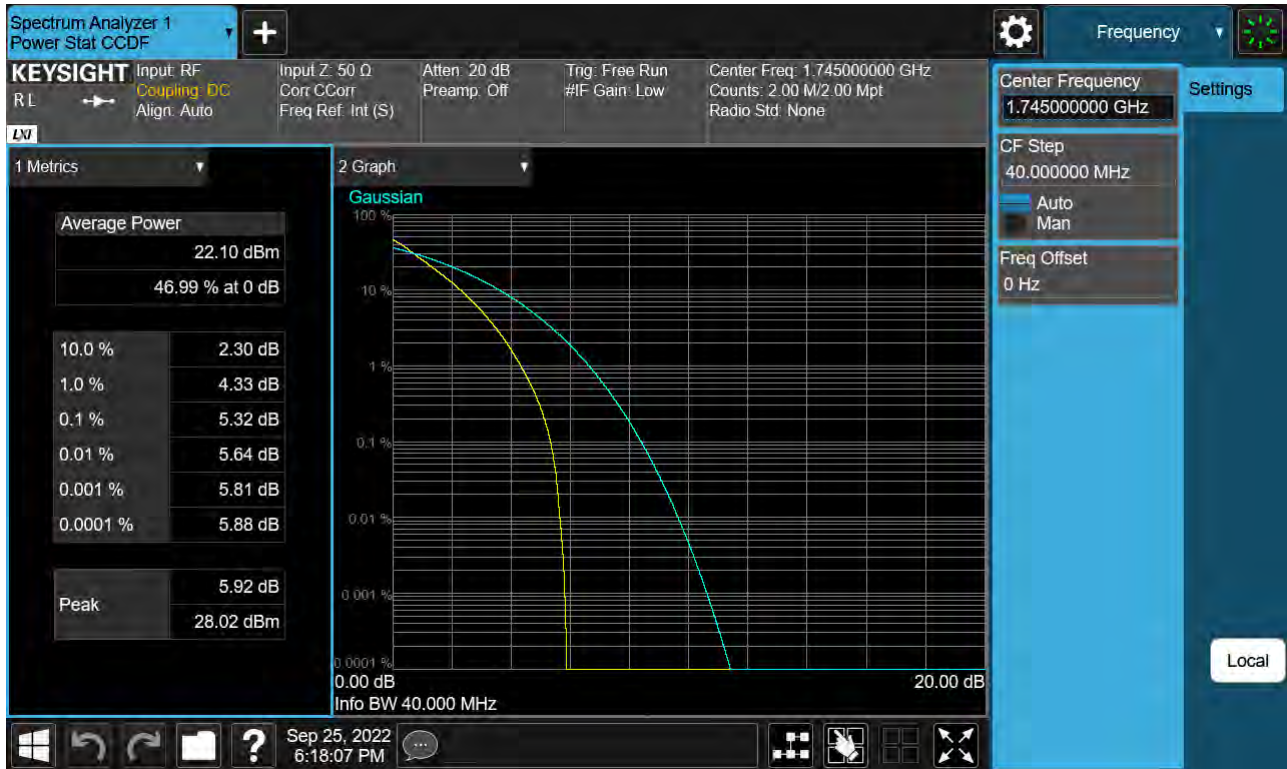 Spectrum Analyzer 1
Power Stat CCDF
Frequency
KEYSIGHT
RL
LXI
Input: RF
Coupling: DC
Align: Auto
Input Z: 50 Ω
Corr CCorr
Freq Ref: Int (S)
Atten: 20 dB
Preamp: Off
Trig: Free Run
#IF Gain: Low
Center Freq: 1.745000000 GHz
Counts: 2.00 M/2.00 Mpt
Radio Std: None
Center Frequency
1.745000000 GHz
Settings
CF Step
40.000000 MHz
Auto
Man
Freq Offset
0 Hz
Local
1 Metrics
Average Power
22.10 dBm
46.99 % at 0 dB
10.0 % 2.30 dB
1.0 % 4.33 dB
0.1 % 5.32 dB
0.01 % 5.64 dB
0.001 % 5.81 dB
0.0001 % 5.88 dB
Peak
5.92 dB
28.02 dBm
2 Graph
Gaussian
100 %
10 %
1 %
0.1 %
0.01 %
0.001 %
0.0001 %
0.00 dB 20.00 dB
Info BW 40.000 MHz
?
Sep 25, 2022
6:18:07 PM